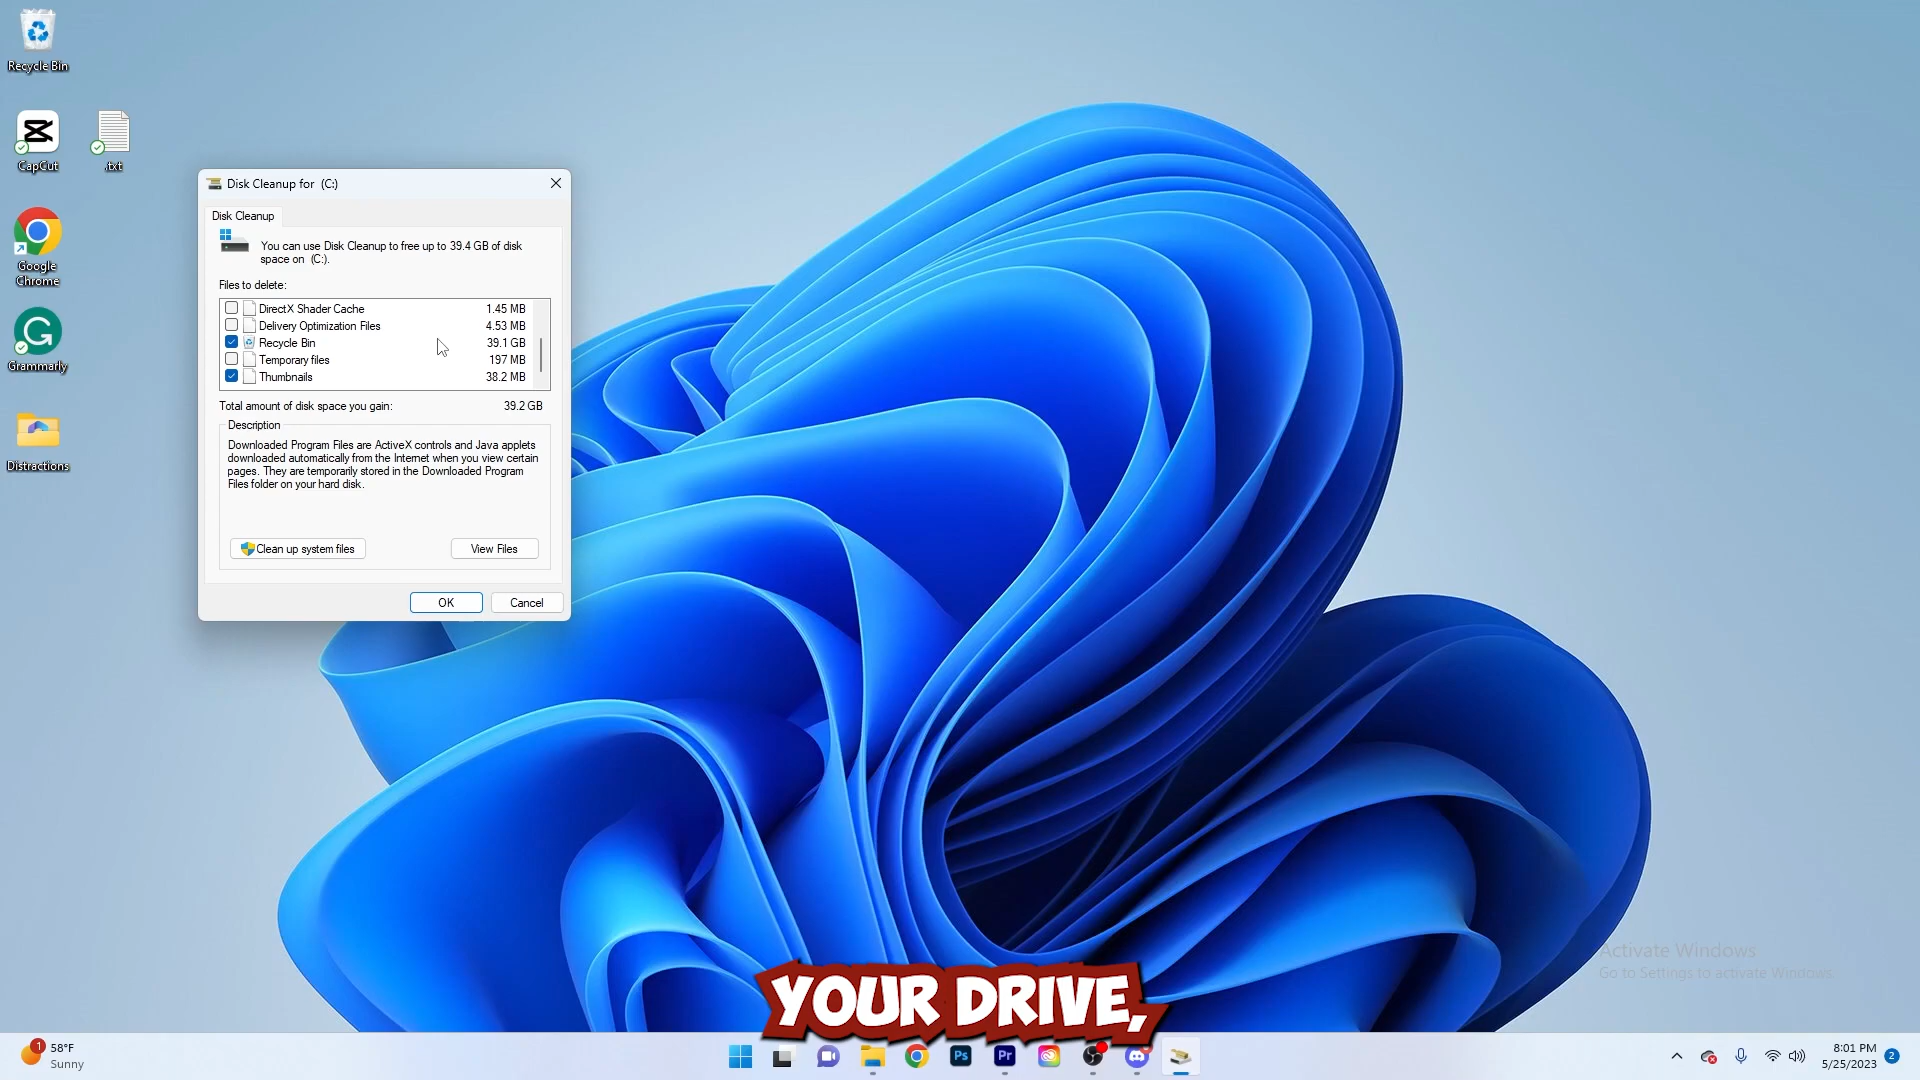 Recycle Bin
CapCut
.txt
Google
Chrome
Grammarly
Distractions
Disk Cleanup for (C:)
Disk Cleanup
You can use Disk Cleanup to free up to 39.4 GB of disk
space on (C:).
Files to delete:
DirectX Shader Cache 1.45 MB
Delivery Optimization Files 4.53 MB
Recycle Bin 39.1 GB
Temporary files 197 MB
Thumbnails 38.2 MB
Total amount of disk space you gain: 39.2 GB
Description
Downloaded Program Files are ActiveX controls and Java applets
downloaded automatically from the Internet when you view certain
pages. They are temporarily stored in the Downloaded Program
Files folder on your hard disk.
Clean up system files View Files
OK Cancel
Activate Windows
Go to Settings to activate Windows.
YOUR DRIVE,
1
58°F
Sunny
Ps
Pr
8:01 PM
5/25/2023
2